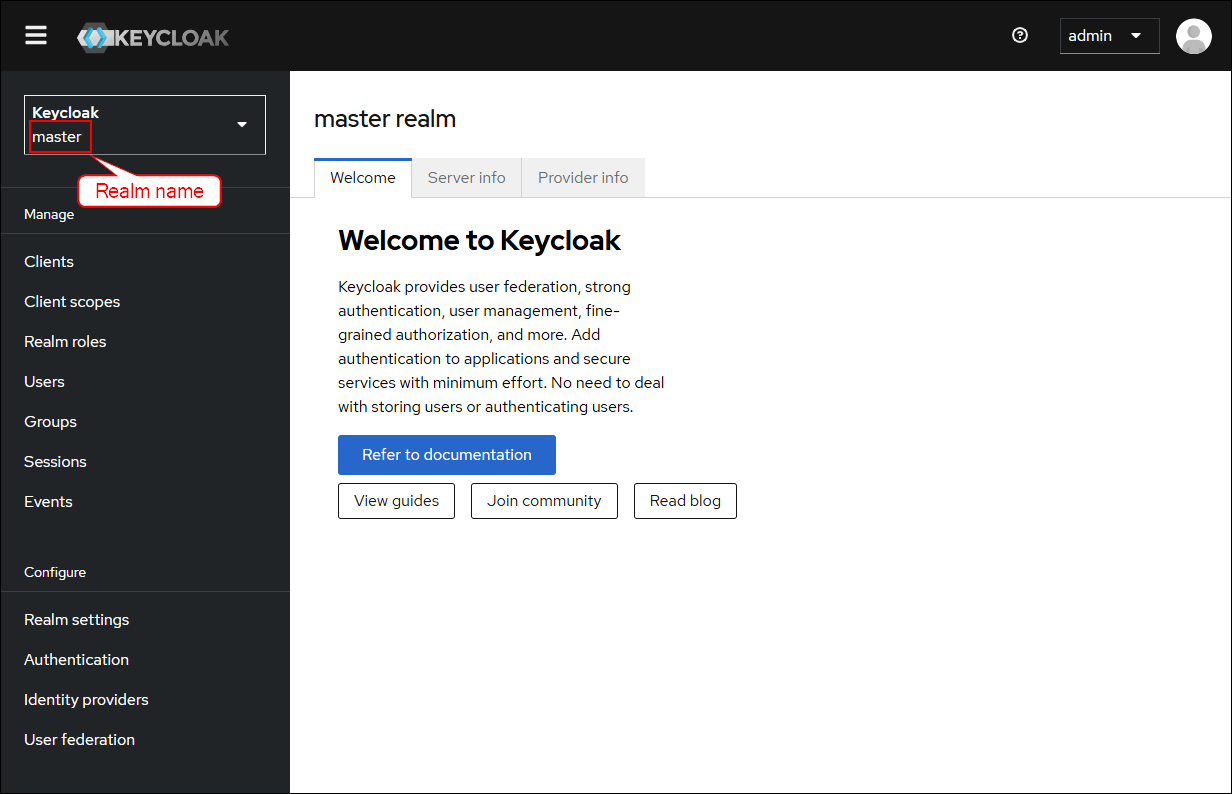 KEYCLOAK
admin
Keycloak
master
Realm name
Manage
Clients
Client scopes
Realm roles
Users
Groups
Sessions
Events
Configure
Realm settings
Authentication
Identity providers
User federation
master realm
Welcome
Server info
Provider info
Welcome to Keycloak
Keycloak provides user federation, strong
authentication, user management, fine-
grained authorization, and more. Add
authentication to applications and secure
services with minimum effort. No need to deal
with storing users or authenticating users.
Refer to documentation
View guides
Join community
Read blog